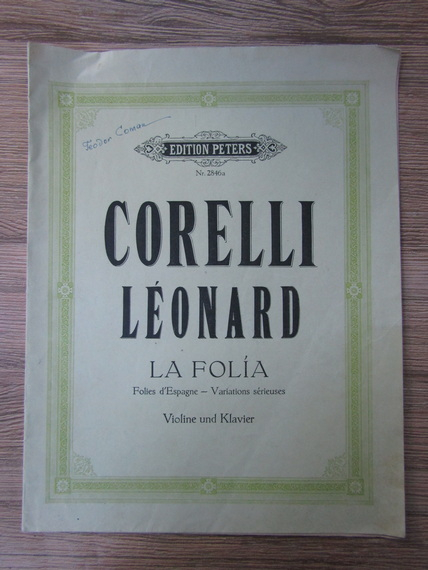 EDITION PETERS
Nr. 2846a
CORELLI
LÉONARD
LA FOLÍA
Folies d'Espagne – Variations sérieuses
Violine und Klavier